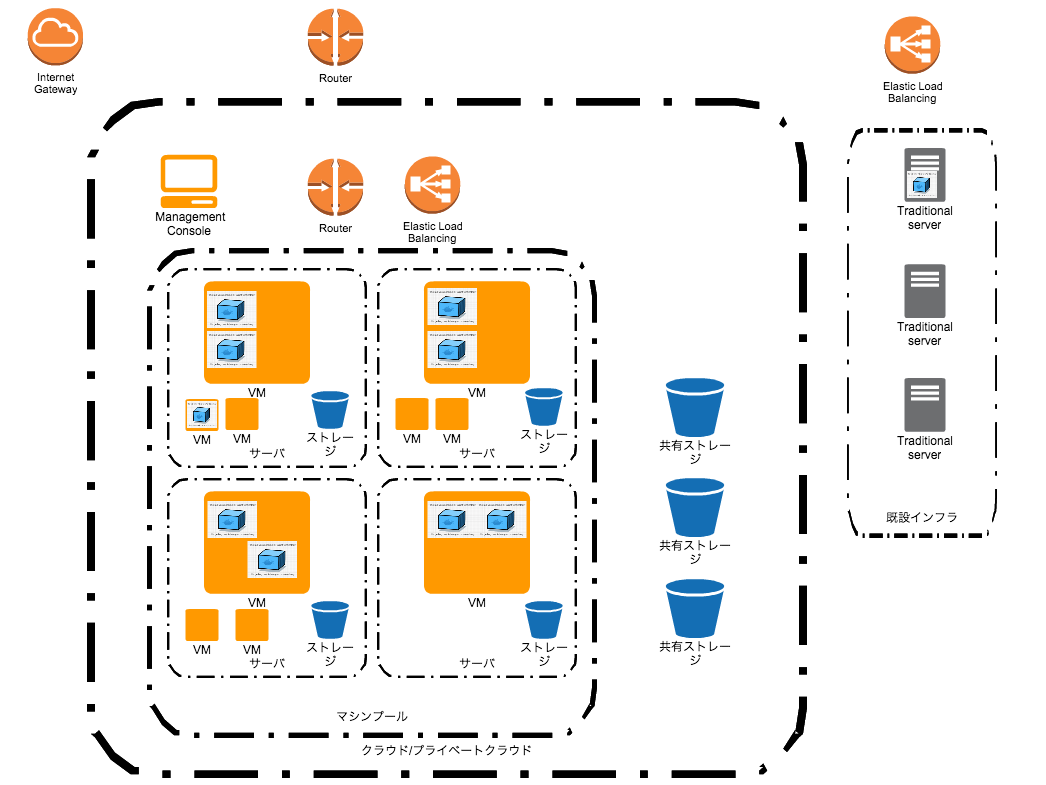 Internet
Gateway
Router
Elastic Load
Balancing
Management
Console
Router
Elastic Load
Balancing
Traditional
server
Traditional
server
Traditional
server
既設インフラ
VM
VM
VM
ストレー
ジ
サーバ
VM
VM
VM
ストレー
ジ
サーバ
VM
VM
VM
ストレー
ジ
サーバ
VM
ストレー
ジ
サーバ
共有ストレー
ジ
共有ストレー
ジ
共有ストレー
ジ
マシンプール
クラウド/プライベートクラウド